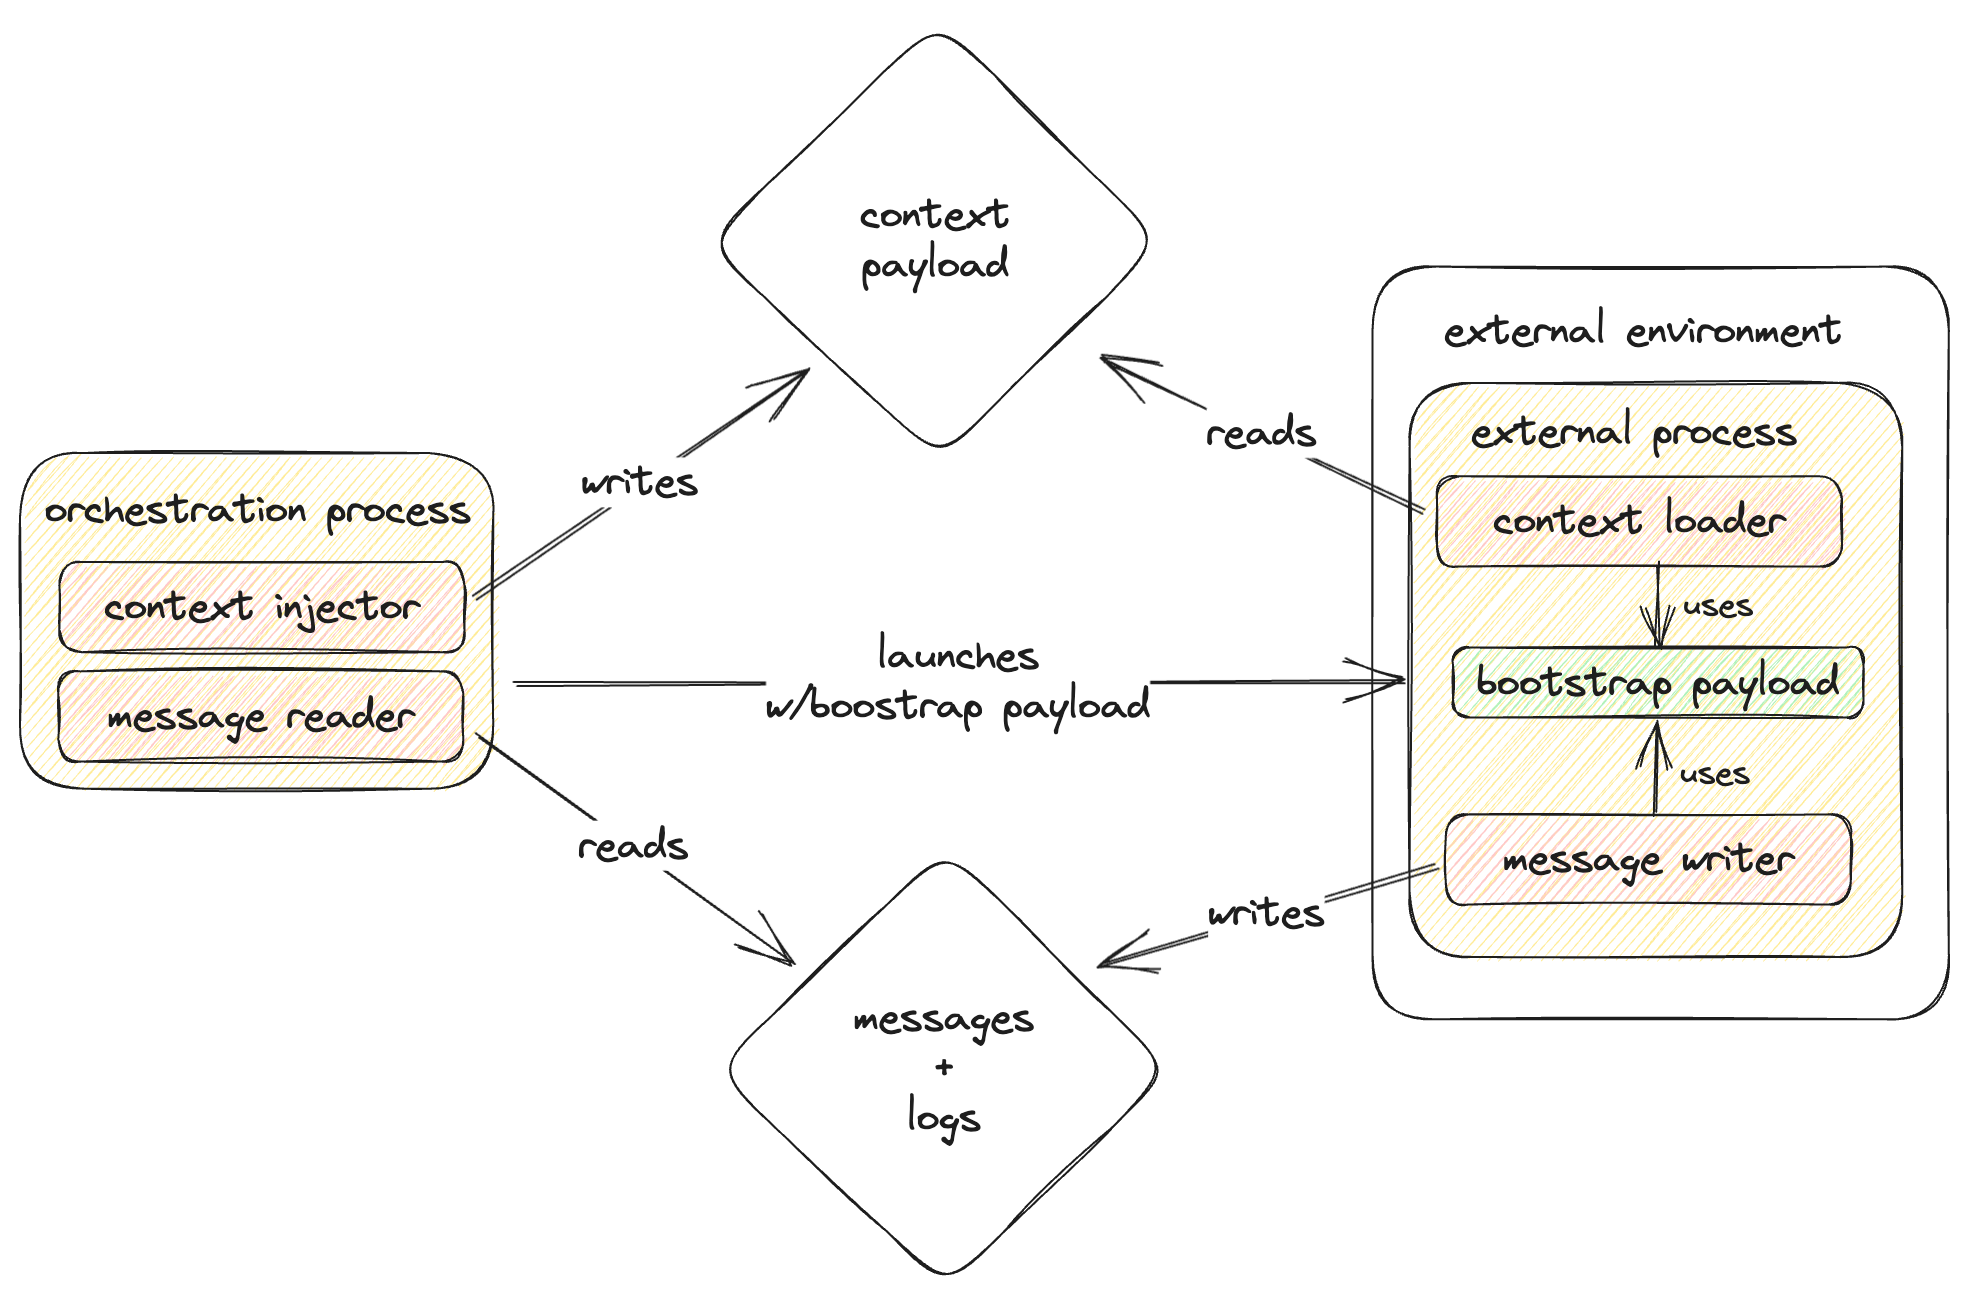 context
payload
external environment
external process
reads
writes
orchestration process
context loader
context injector
uses
launches
w/boostrap payload
bootstrap payload
message reader
uses
reads
message writer
writes
messages
+
logs